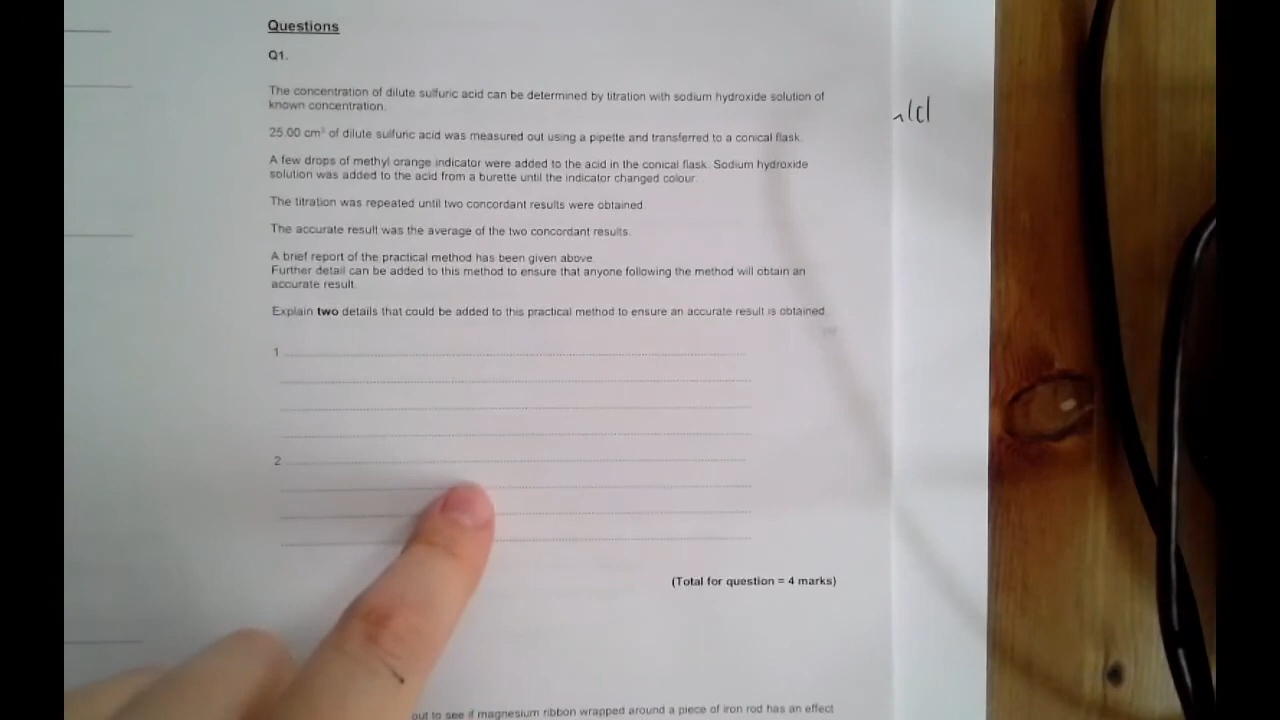 Questions
Q1.
The concentration of dilute sulfuric acid can be determined by titration with sodium hydroxide solution of
known concentration.
25.00 cm³ of dilute sulfuric acid was measured out using a pipette and transferred to a conical flask.
A few drops of methyl orange indicator were added to the acid in the conical flask. Sodium hydroxide
solution was added to the acid from a burette until the indicator changed colour.
The titration was repeated until two concordant results were obtained.
The accurate result was the average of the two concordant results.
A brief report of the practical method has been given above.
Further detail can be added to this method to ensure that anyone following the method will obtain an
accurate result.
Explain two details that could be added to this practical method to ensure an accurate result is obtained.
1
2
(Total for question = 4 marks)
out to see if magnesium ribbon wrapped around a piece of iron rod has an effect